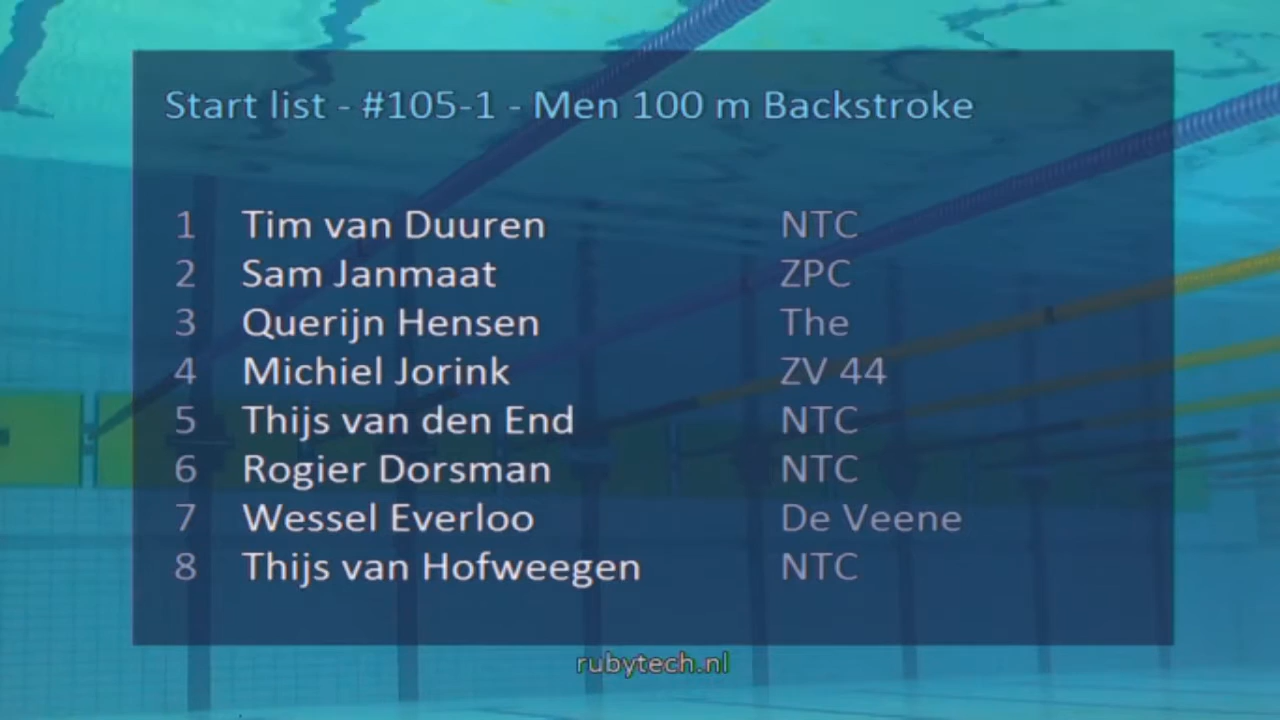 Start list - #105-1 - Men 100 m Backstroke
1 Tim van Duuren NTC
2 Sam Janmaat ZPC
3 Querijn Hensen The
4 Michiel Jorink ZV 44
5 Thijs van den End NTC
6 Rogier Dorsman NTC
7 Wessel Everloo De Veene
8 Thijs van Hofweegen NTC
rubytech.nl